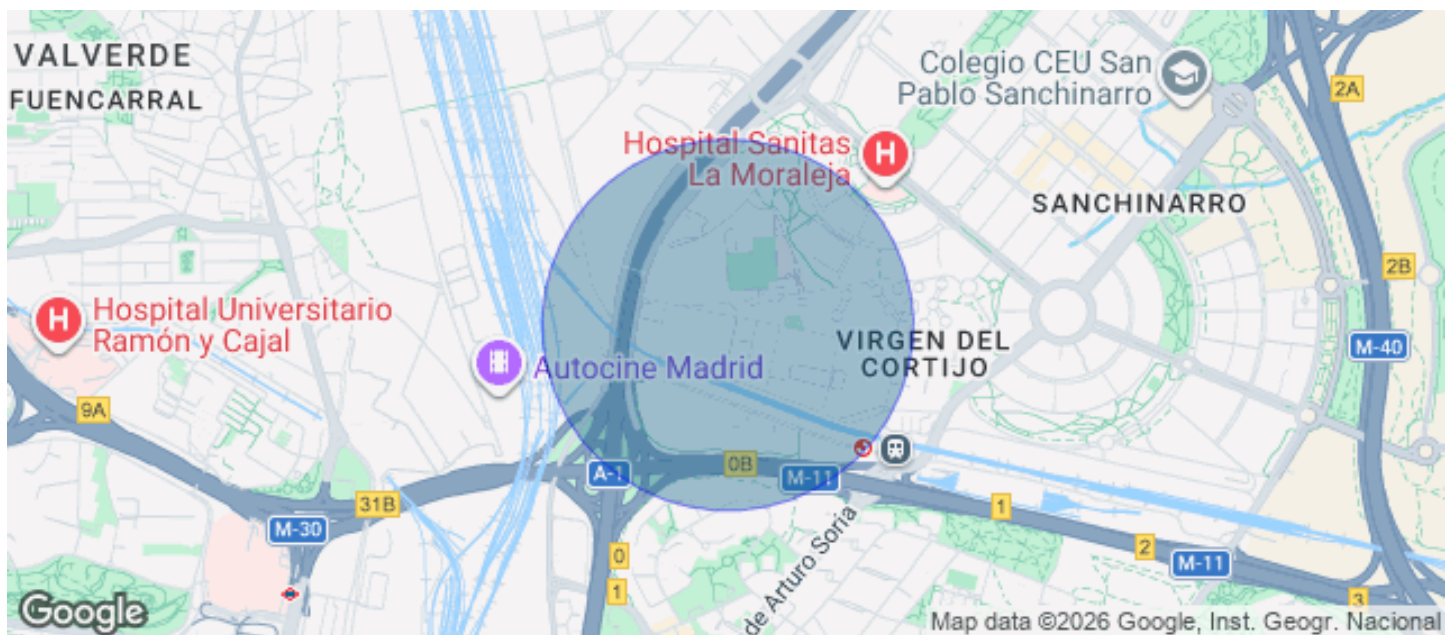 VALVERDE
FUENCARRAL
Colegio CEU San
Pablo Sanchinarro
2A
Hospital Sanitas
La Moraleja
H
SANCHINARRO
2B
H
Hospital Universitario
Ramón y Cajal
VIRGEN DEL
CORTIJO
M-40
Autocine Madrid
9A
A-1
0B
M-11
31B
M-30
1
de Arturo Soria
0
2
M-11
1
3
Google
Map data ©2026 Google, Inst. Geogr. Nacional